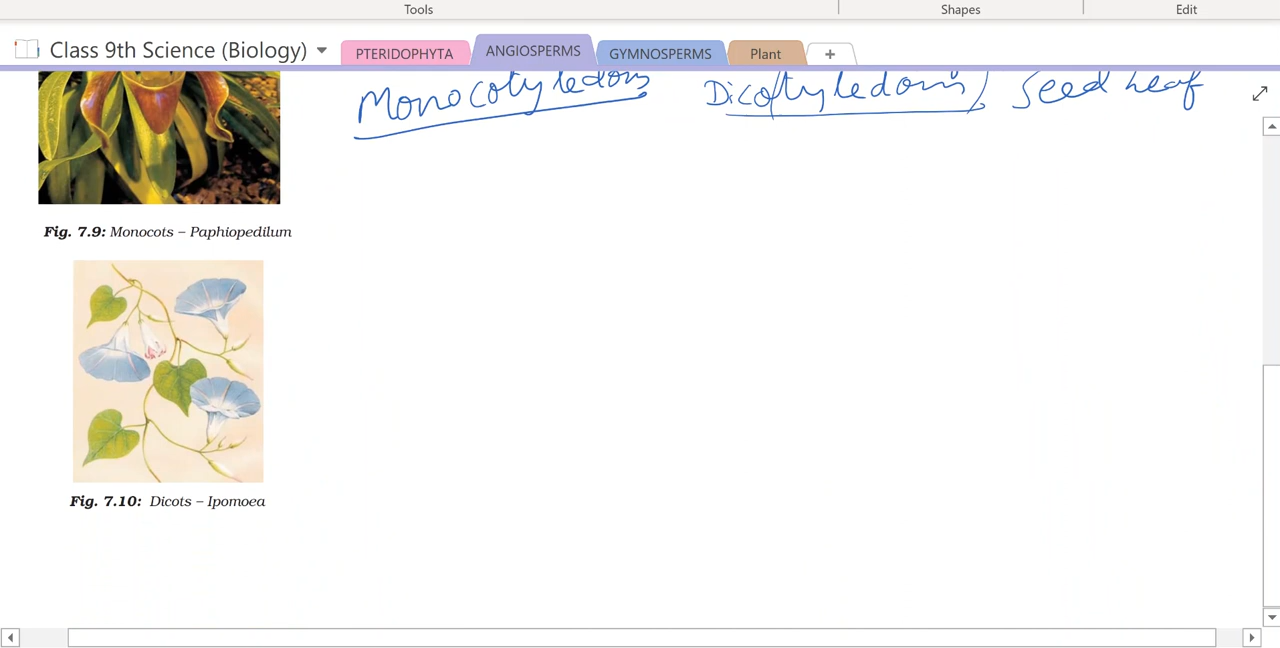 Tools Shapes Edit
Class 9th Science (Biology) PTERIDOPHYTA ANGIOSPERMS GYMNOSPERMS Plant +
Monocotyledons Dicotyledons Seed Leaf
Fig. 7.9: Monocots – Paphiopedilum
Fig. 7.10: Dicots – Ipomoea